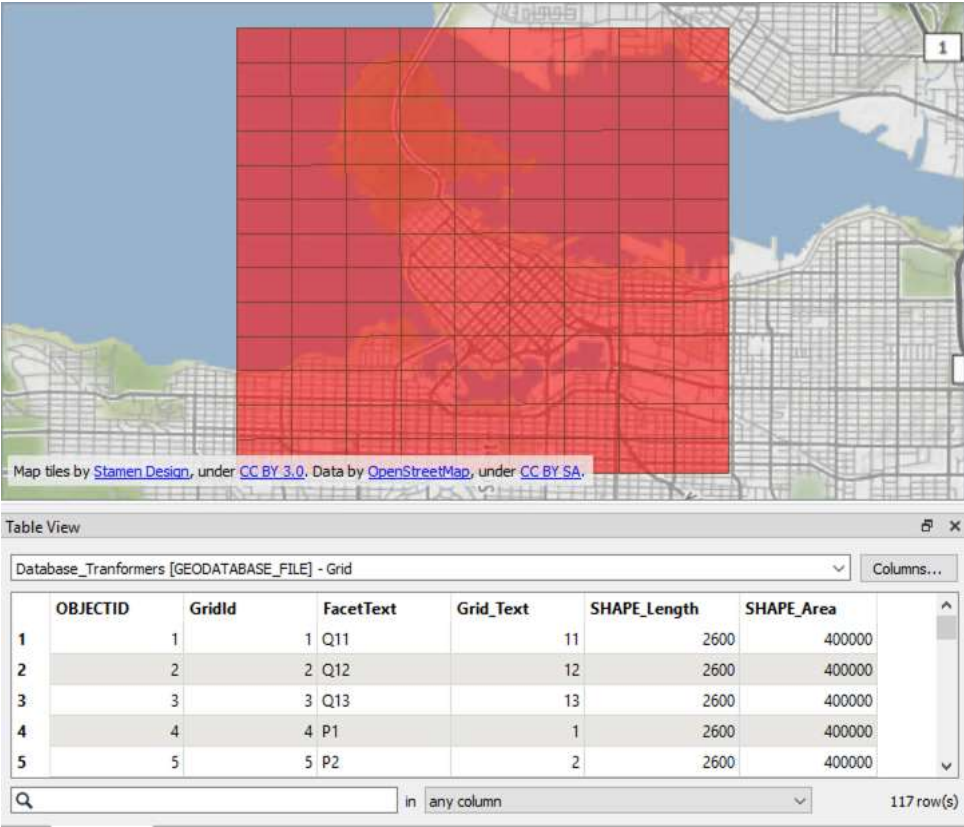 1
Map tiles by Stamen Design, under CC BY 3.0. Data by OpenStreetMap, under CC BY SA.
Table View
Database_Tranformers [GEODATABASE_FILE] - Grid Columns...
OBJECTID GridId FacetText Grid_Text SHAPE_Length SHAPE_Area
1 1 1 Q11 11 2600 400000
2 2 2 Q12 12 2600 400000
3 3 3 Q13 13 2600 400000
4 4 4 P1 1 2600 400000
5 5 5 P2 2 2600 400000
in any column 117 row(s)